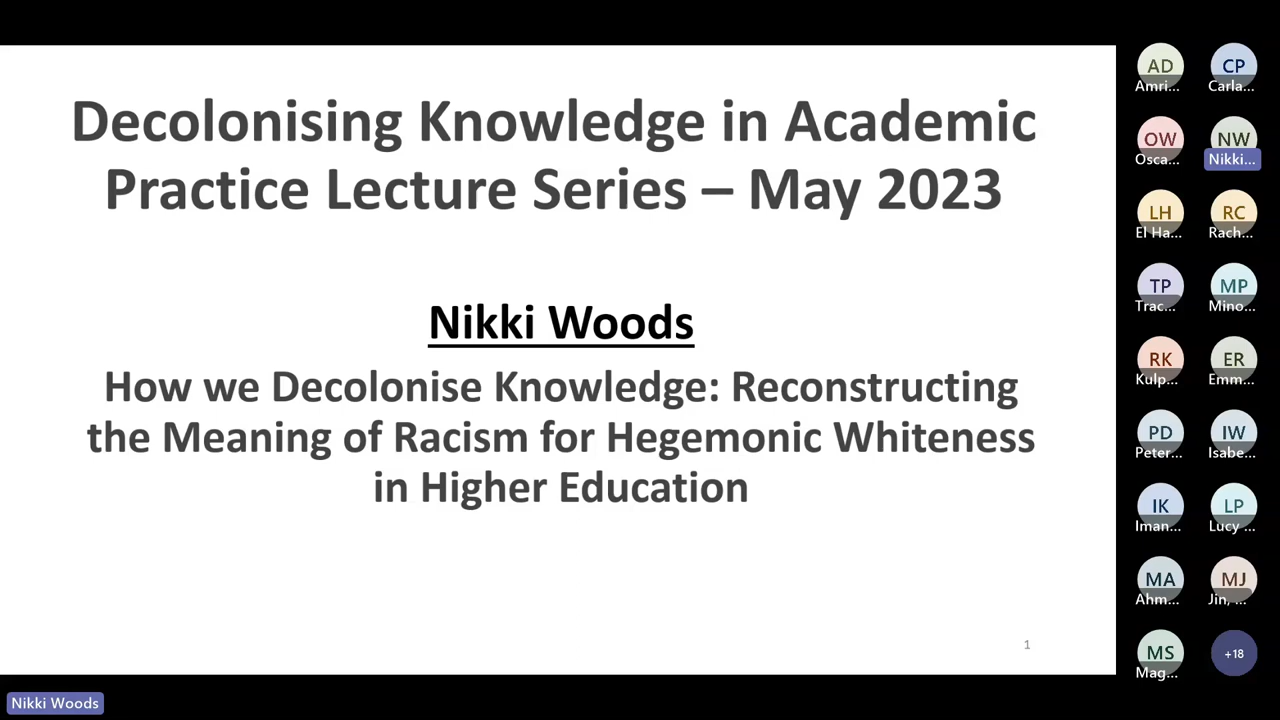 Decolonising Knowledge in Academic
Practice Lecture Series – May 2023
Nikki Woods
How we Decolonise Knowledge: Reconstructing
the Meaning of Racism for Hegemonic Whiteness
in Higher Education
1
AD
Amri...
CP
Carla...
OW
Osca...
NW
Nikki...
LH
El Ha...
RC
Rach...
TP
Trac...
MP
Mino...
RK
Kulp...
ER
Emm...
PD
Peter...
IW
Isabe...
IK
Iman...
LP
Lucy ...
MA
Ahm...
MJ
Jin, ...
MS
Mag...
+18
Nikki Woods